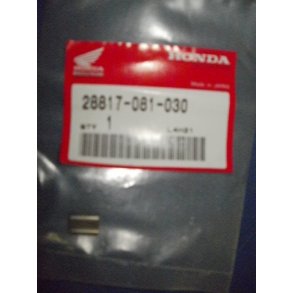 HONDA
Made in Japan
28817-081-030
QTY 1